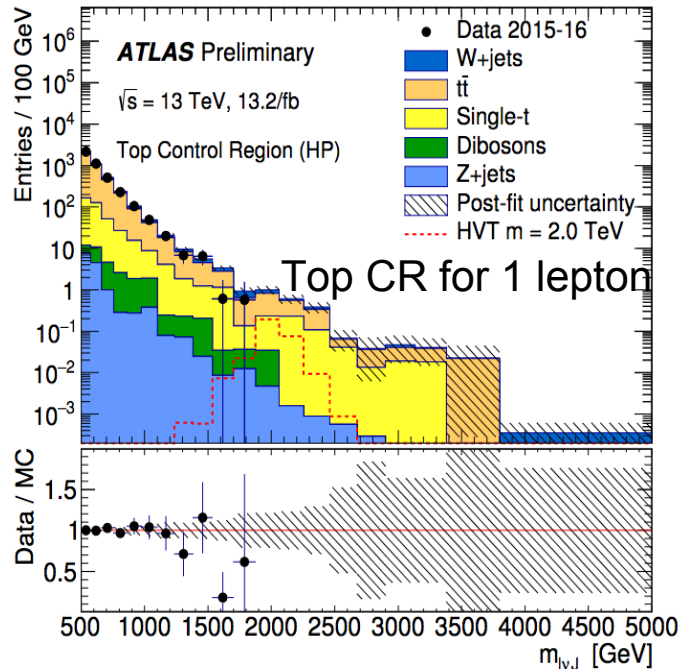 ATLAS Preliminary
√s = 13 TeV, 13.2/fb
Top Control Region (HP)
Data 2015-16
W+jets
tt̄
Single-t
Dibosons
Z+jets
Post-fit uncertainty
HVT m = 2.0 TeV
Top CR for 1 lepton
Entries / 100 GeV
10⁶
10⁵
10⁴
10³
10²
10
1
10⁻¹
10⁻²
10⁻³
Data / MC
1.5
1
0.5
500 1000 1500 2000 2500 3000 3500 4000 4500 5000
m_lνJ [GeV]